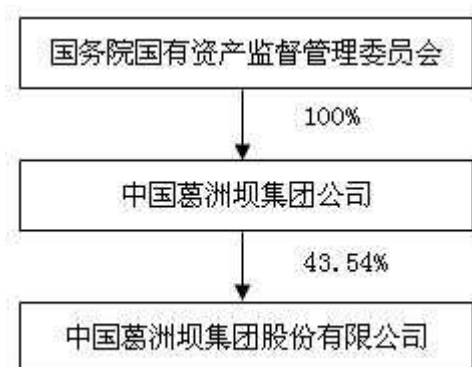 国务院国有资产监督管理委员会
100%
中国葛洲坝集团公司
43.54%
中国葛洲坝集团股份有限公司